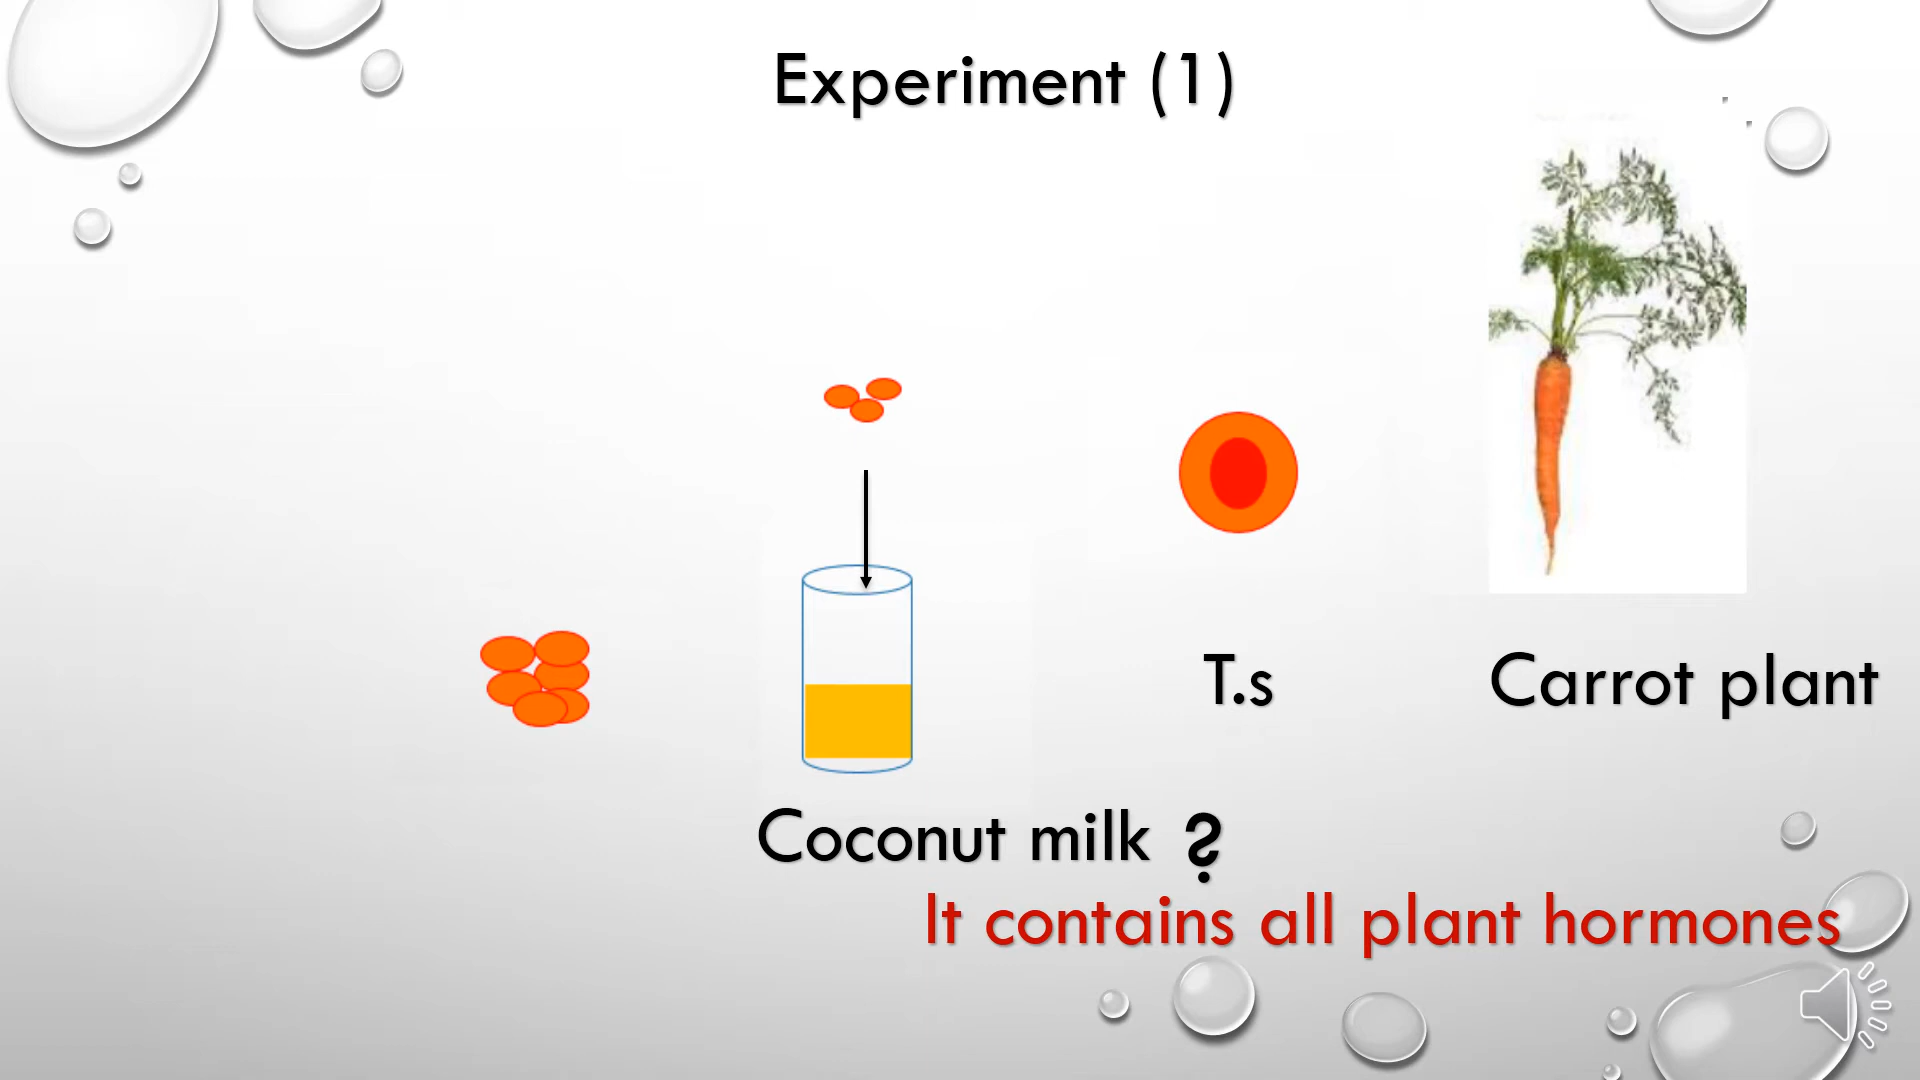 Experiment (1)
T.s
Carrot plant
Coconut milk ?
It contains all plant hormones